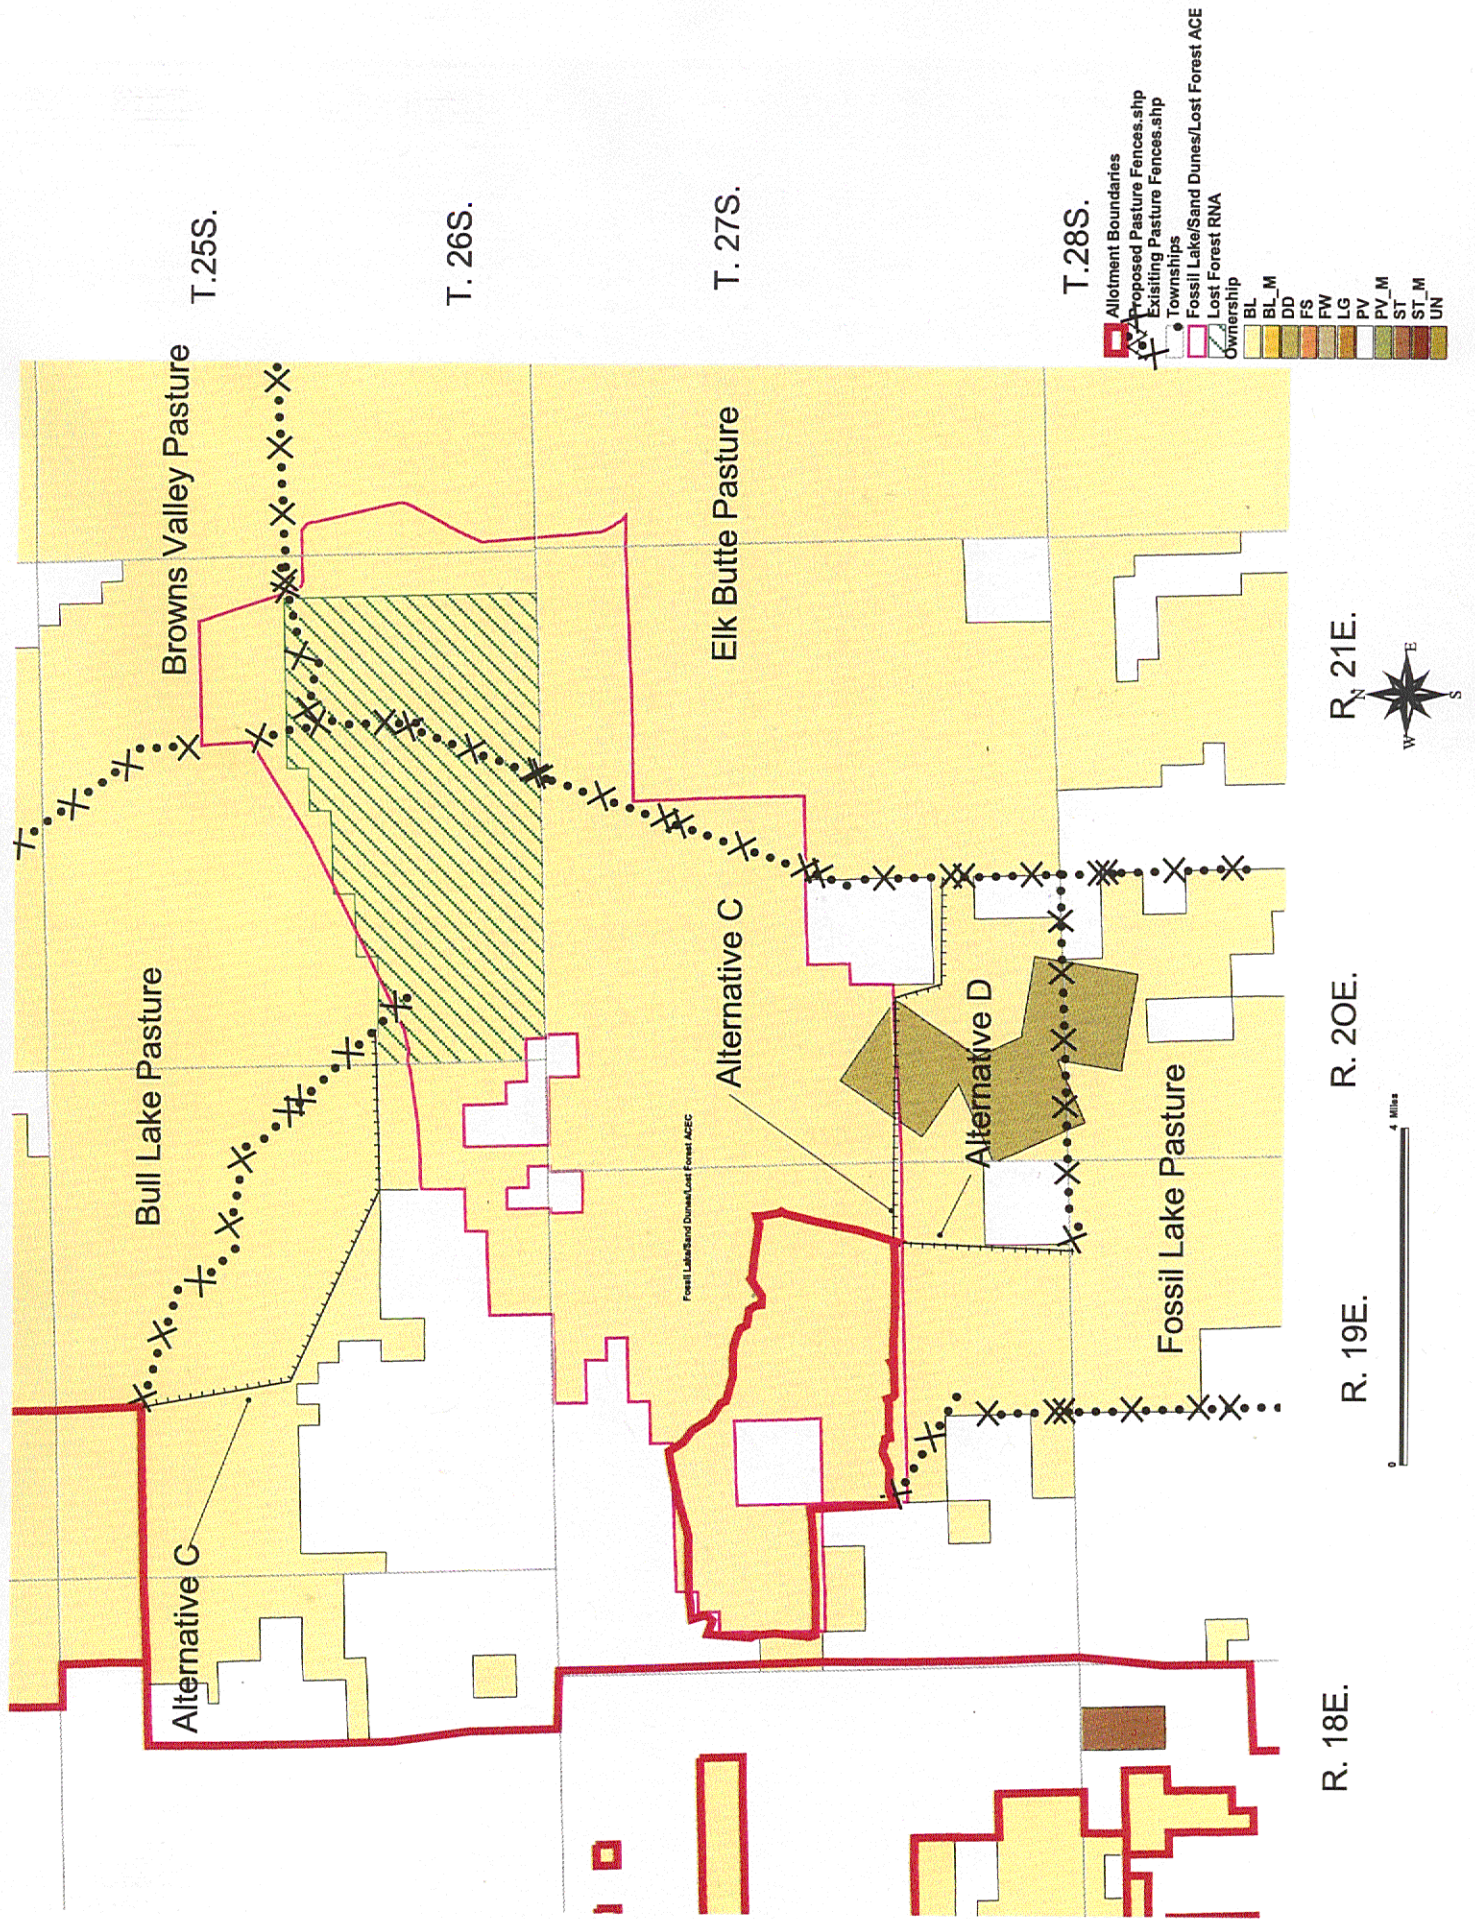 T.25S.
T. 26S.
T. 27S.
T.28S.
Browns Valley Pasture
Elk Butte Pasture
Bull Lake Pasture
Alternative C
Alternative D
Fossil Lake Pasture
Fossil Lake/Sand Dunes/Lost Forest ACEC
Alternative C
R. 21E.
R. 20E.
R. 19E.
R. 18E.
N
E
S
W
0
4 Miles
Allotment Boundaries
Proposed Pasture Fences.shp
Exisiting Pasture Fences.shp
Townships
Fossil Lake/Sand Dunes/Lost Forest ACE
Lost Forest RNA
Ownership
BL
BL_M
DD
FS
FW
LG
PV
PV_M
ST
ST_M
UN